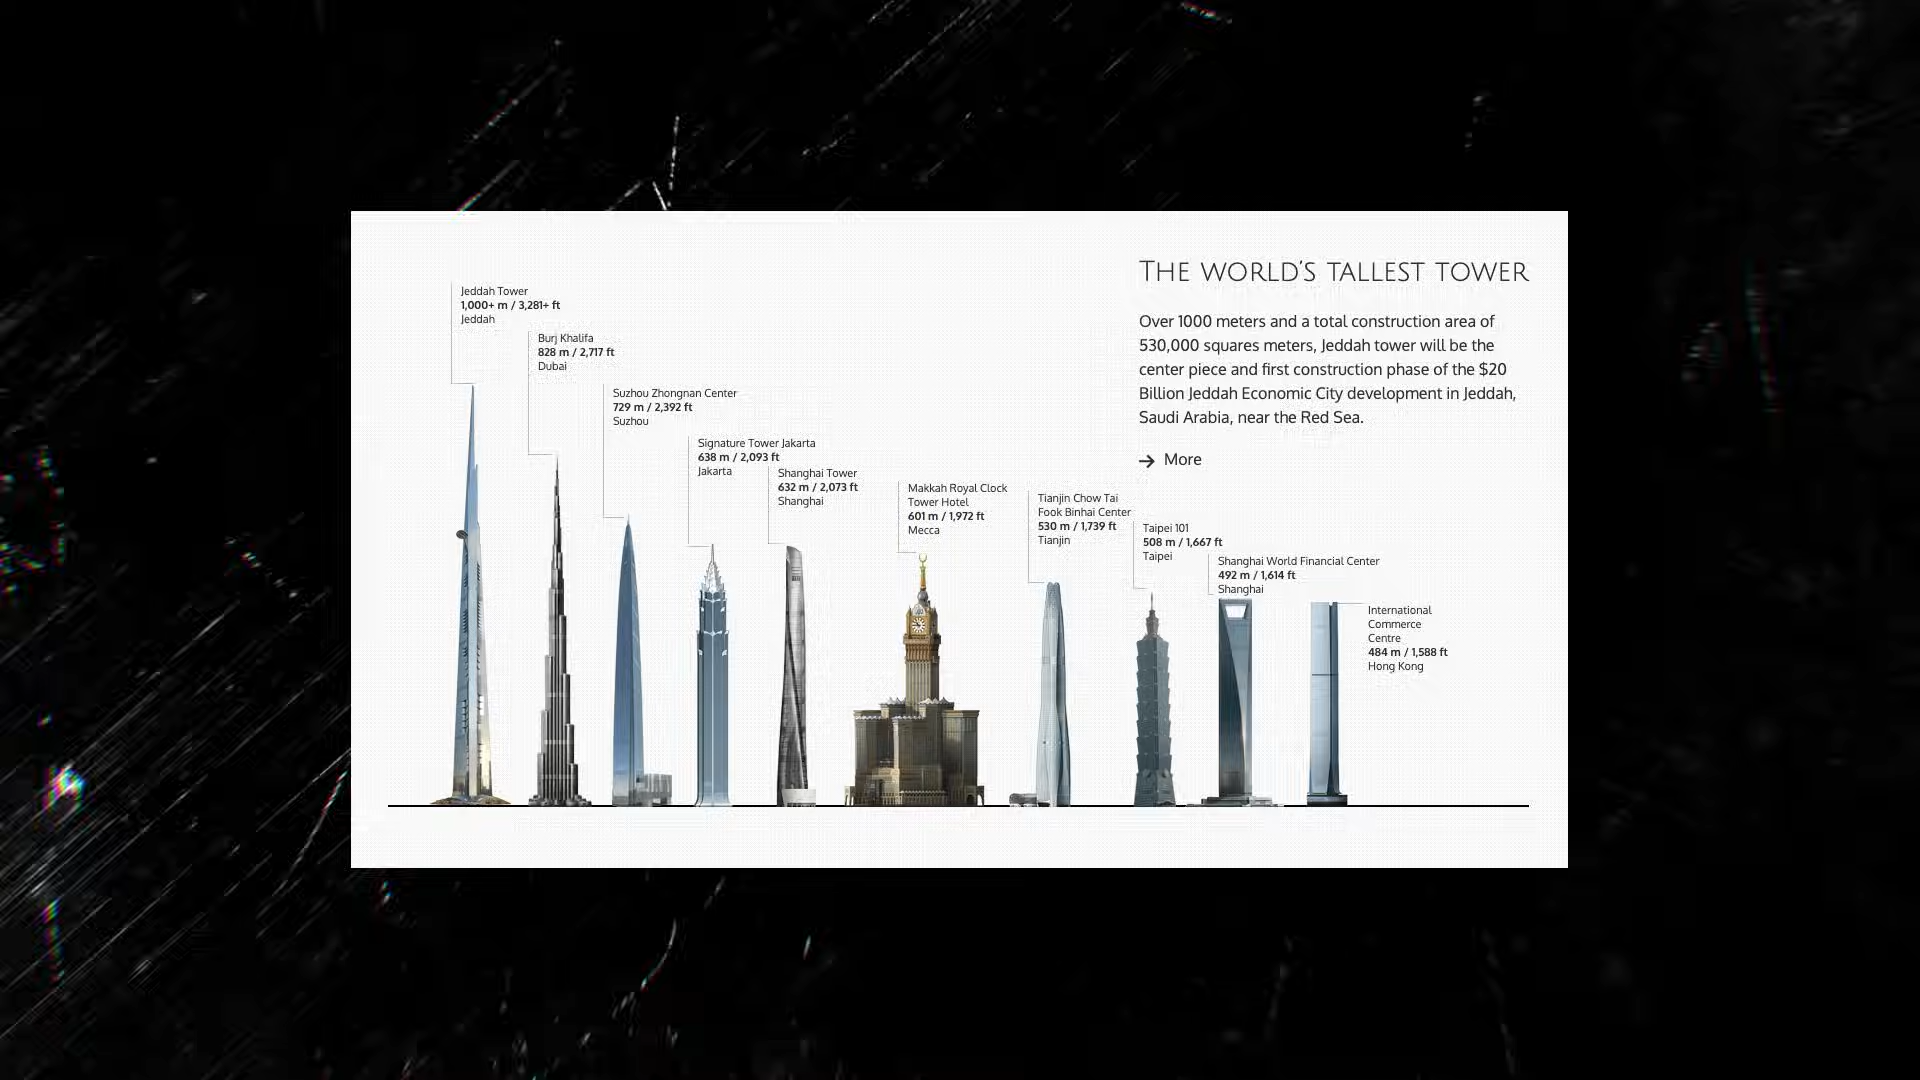 THE WORLD'S TALLEST TOWER
Over 1000 meters and a total construction area of
530,000 squares meters, Jeddah tower will be the
center piece and first construction phase of the $20
Billion Jeddah Economic City development in Jeddah,
Saudi Arabia, near the Red Sea.
→ More
Jeddah Tower
1,000+ m / 3,281+ ft
Jeddah
Burj Khalifa
828 m / 2,717 ft
Dubai
Suzhou Zhongnan Center
729 m / 2,392 ft
Suzhou
Signature Tower Jakarta
638 m / 2,093 ft
Jakarta
Shanghai Tower
632 m / 2,073 ft
Shanghai
Makkah Royal Clock
Tower Hotel
601 m / 1,972 ft
Mecca
Tianjin Chow Tai
Fook Binhai Center
530 m / 1,739 ft
Tianjin
Taipei 101
508 m / 1,667 ft
Taipei
Shanghai World Financial Center
492 m / 1,614 ft
Shanghai
International
Commerce
Centre
484 m / 1,588 ft
Hong Kong